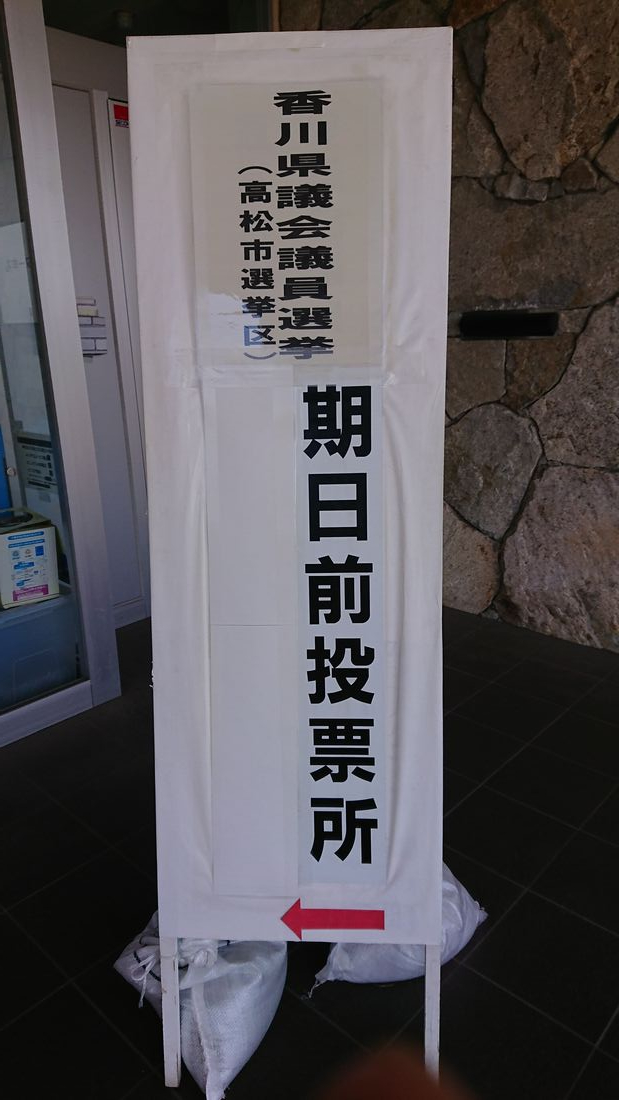 香川県議会議員選挙
（高松市選挙区）
期日前投票所